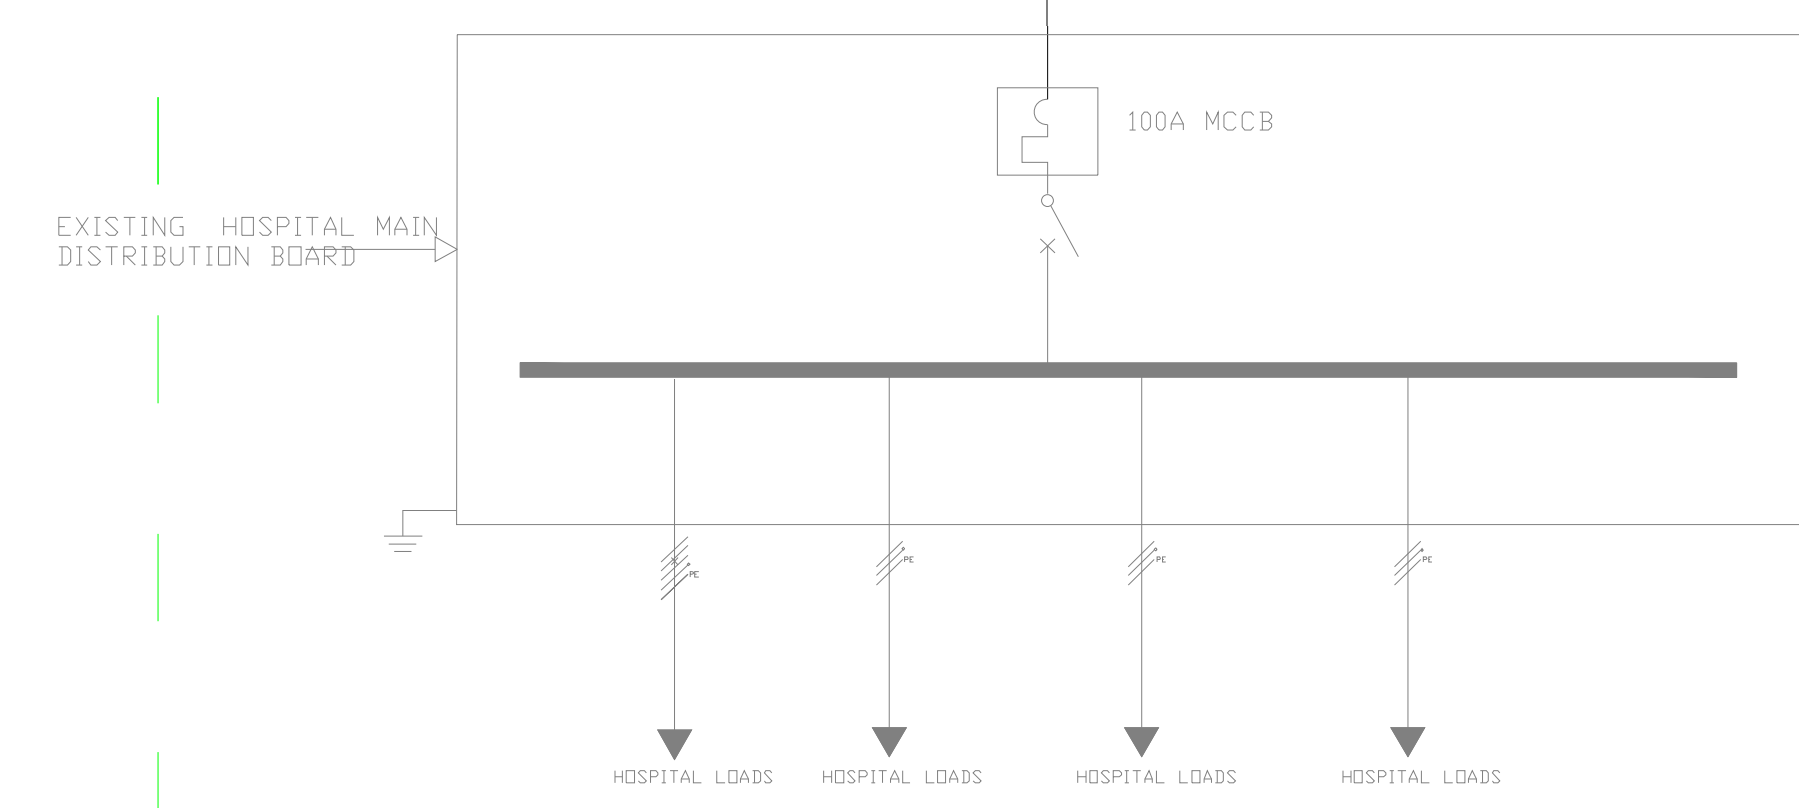 100A MCCB
EXISTING HOSPITAL MAIN
DISTRIBUTION BOARD
PE
PE
PE
PE
HOSPITAL LOADS
HOSPITAL LOADS
HOSPITAL LOADS
HOSPITAL LOADS